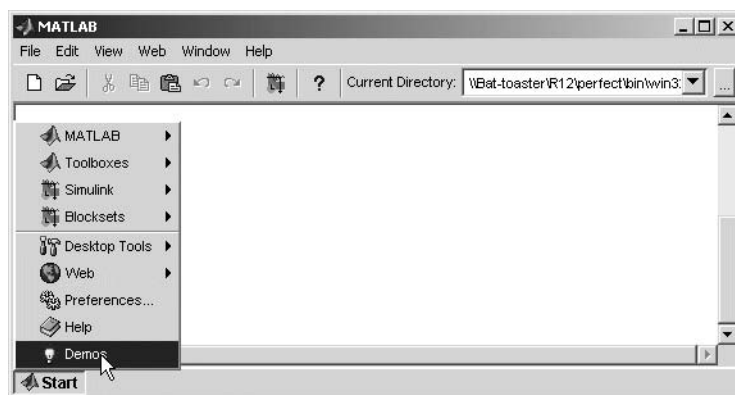 MATLAB
File Edit View Web Window Help
? Current Directory: \\Bat-toaster\R12\perfect\bin\win3: ...
MATLAB
Toolboxes
Simulink
Blocksets
Desktop Tools
Web
Preferences...
Help
Demos
Start